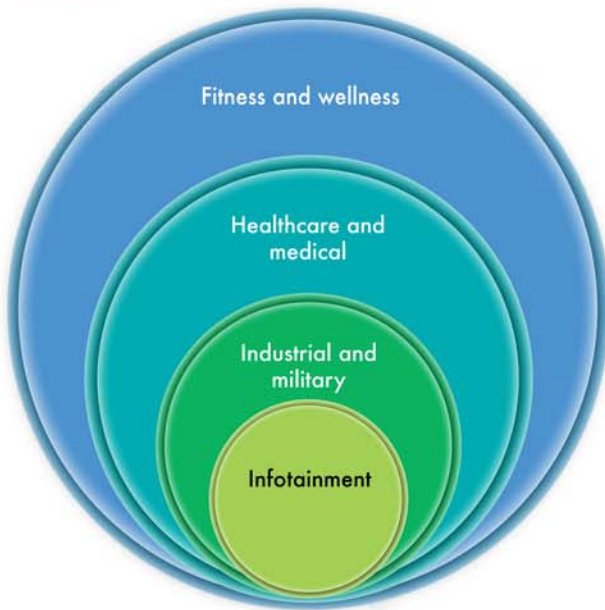 Fitness and wellness
Healthcare and
medical
Industrial and
military
Infotainment